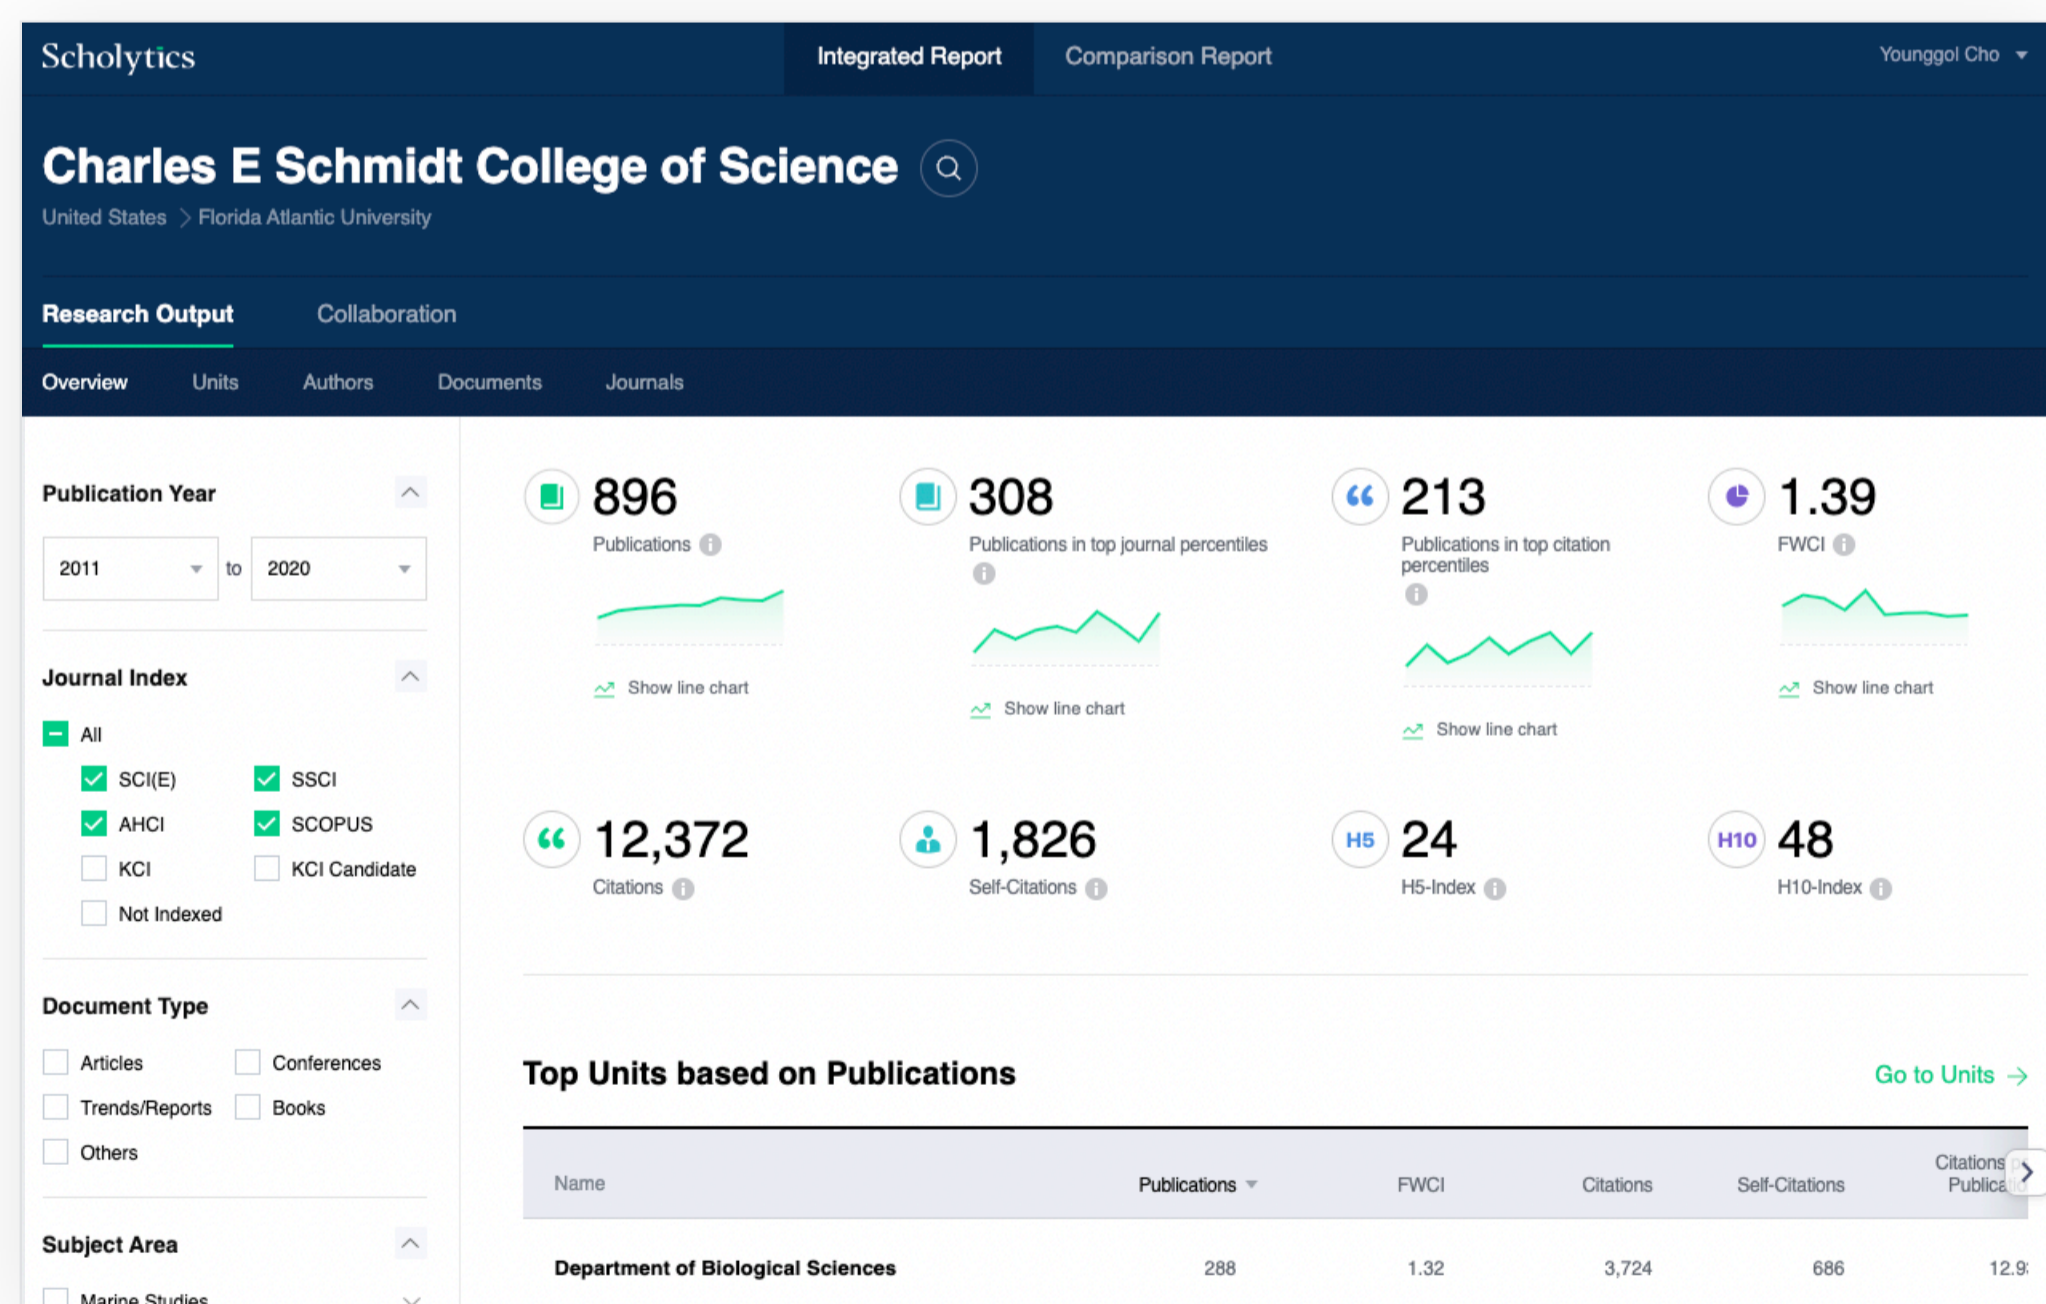 Scholytics
Integrated Report
Comparison Report
Younggol Cho
Charles E Schmidt College of Science
United States > Florida Atlantic University
Research Output
Collaboration
Overview
Units
Authors
Documents
Journals
Publication Year
2011 to 2020
Journal Index
All
SCI(E)
SSCI
AHCI
SCOPUS
KCI
KCI Candidate
Not Indexed
Document Type
Articles
Conferences
Trends/Reports
Books
Others
Subject Area
Marine Studies
896
Publications
Show line chart
308
Publications in top journal percentiles
Show line chart
213
Publications in top citation
percentiles
Show line chart
1.39
FWCI
Show line chart
12,372
Citations
1,826
Self-Citations
H5
24
H5-Index
H10
48
H10-Index
Top Units based on Publications
Go to Units
Name
Publications
FWCI
Citations
Self-Citations
Citations
Department of Biological Sciences
288
1.32
3,724
686